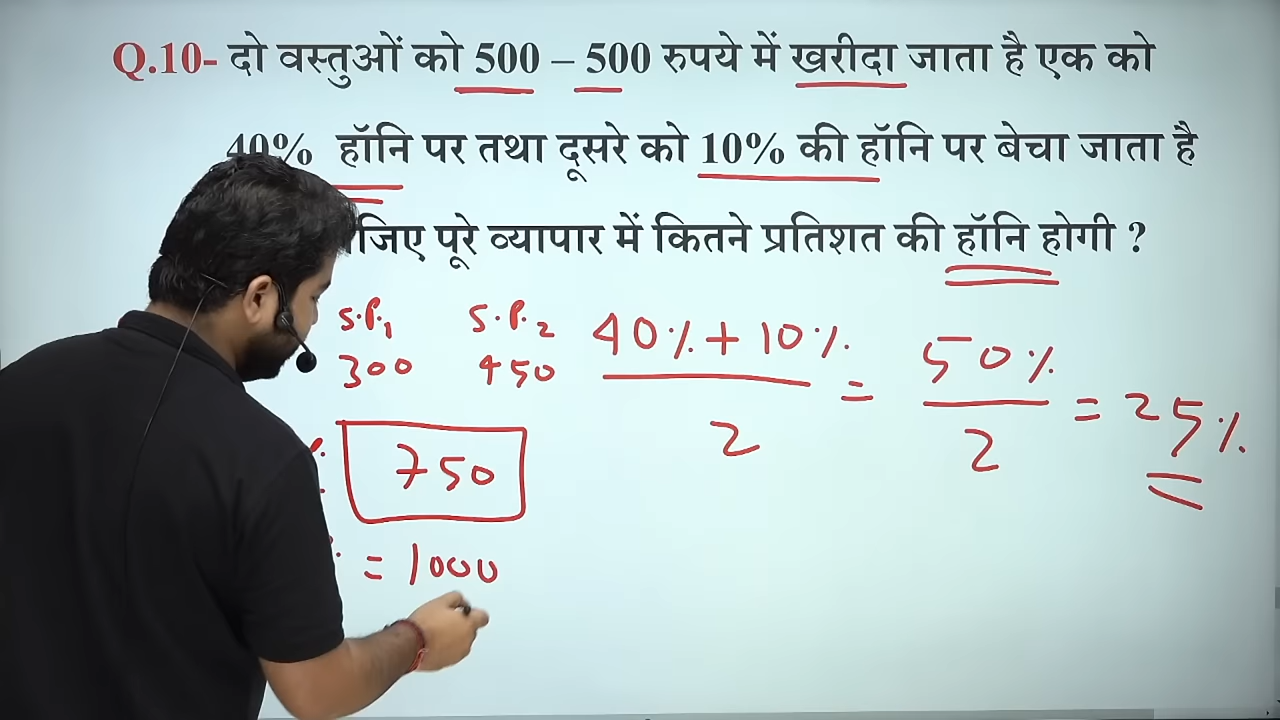 Q.10- दो वस्तुओं को 500 – 500 रुपये में खरीदा जाता है एक को
40% हॉनि पर तथा दूसरे को 10% की हॉनि पर बेचा जाता है
पूरे व्यापार में कितने प्रतिशत की हॉनि होगी ?
S.P.1 S.P.2
300 450
750
= 1000
40% + 10% / 2 = 50% / 2 = 25%